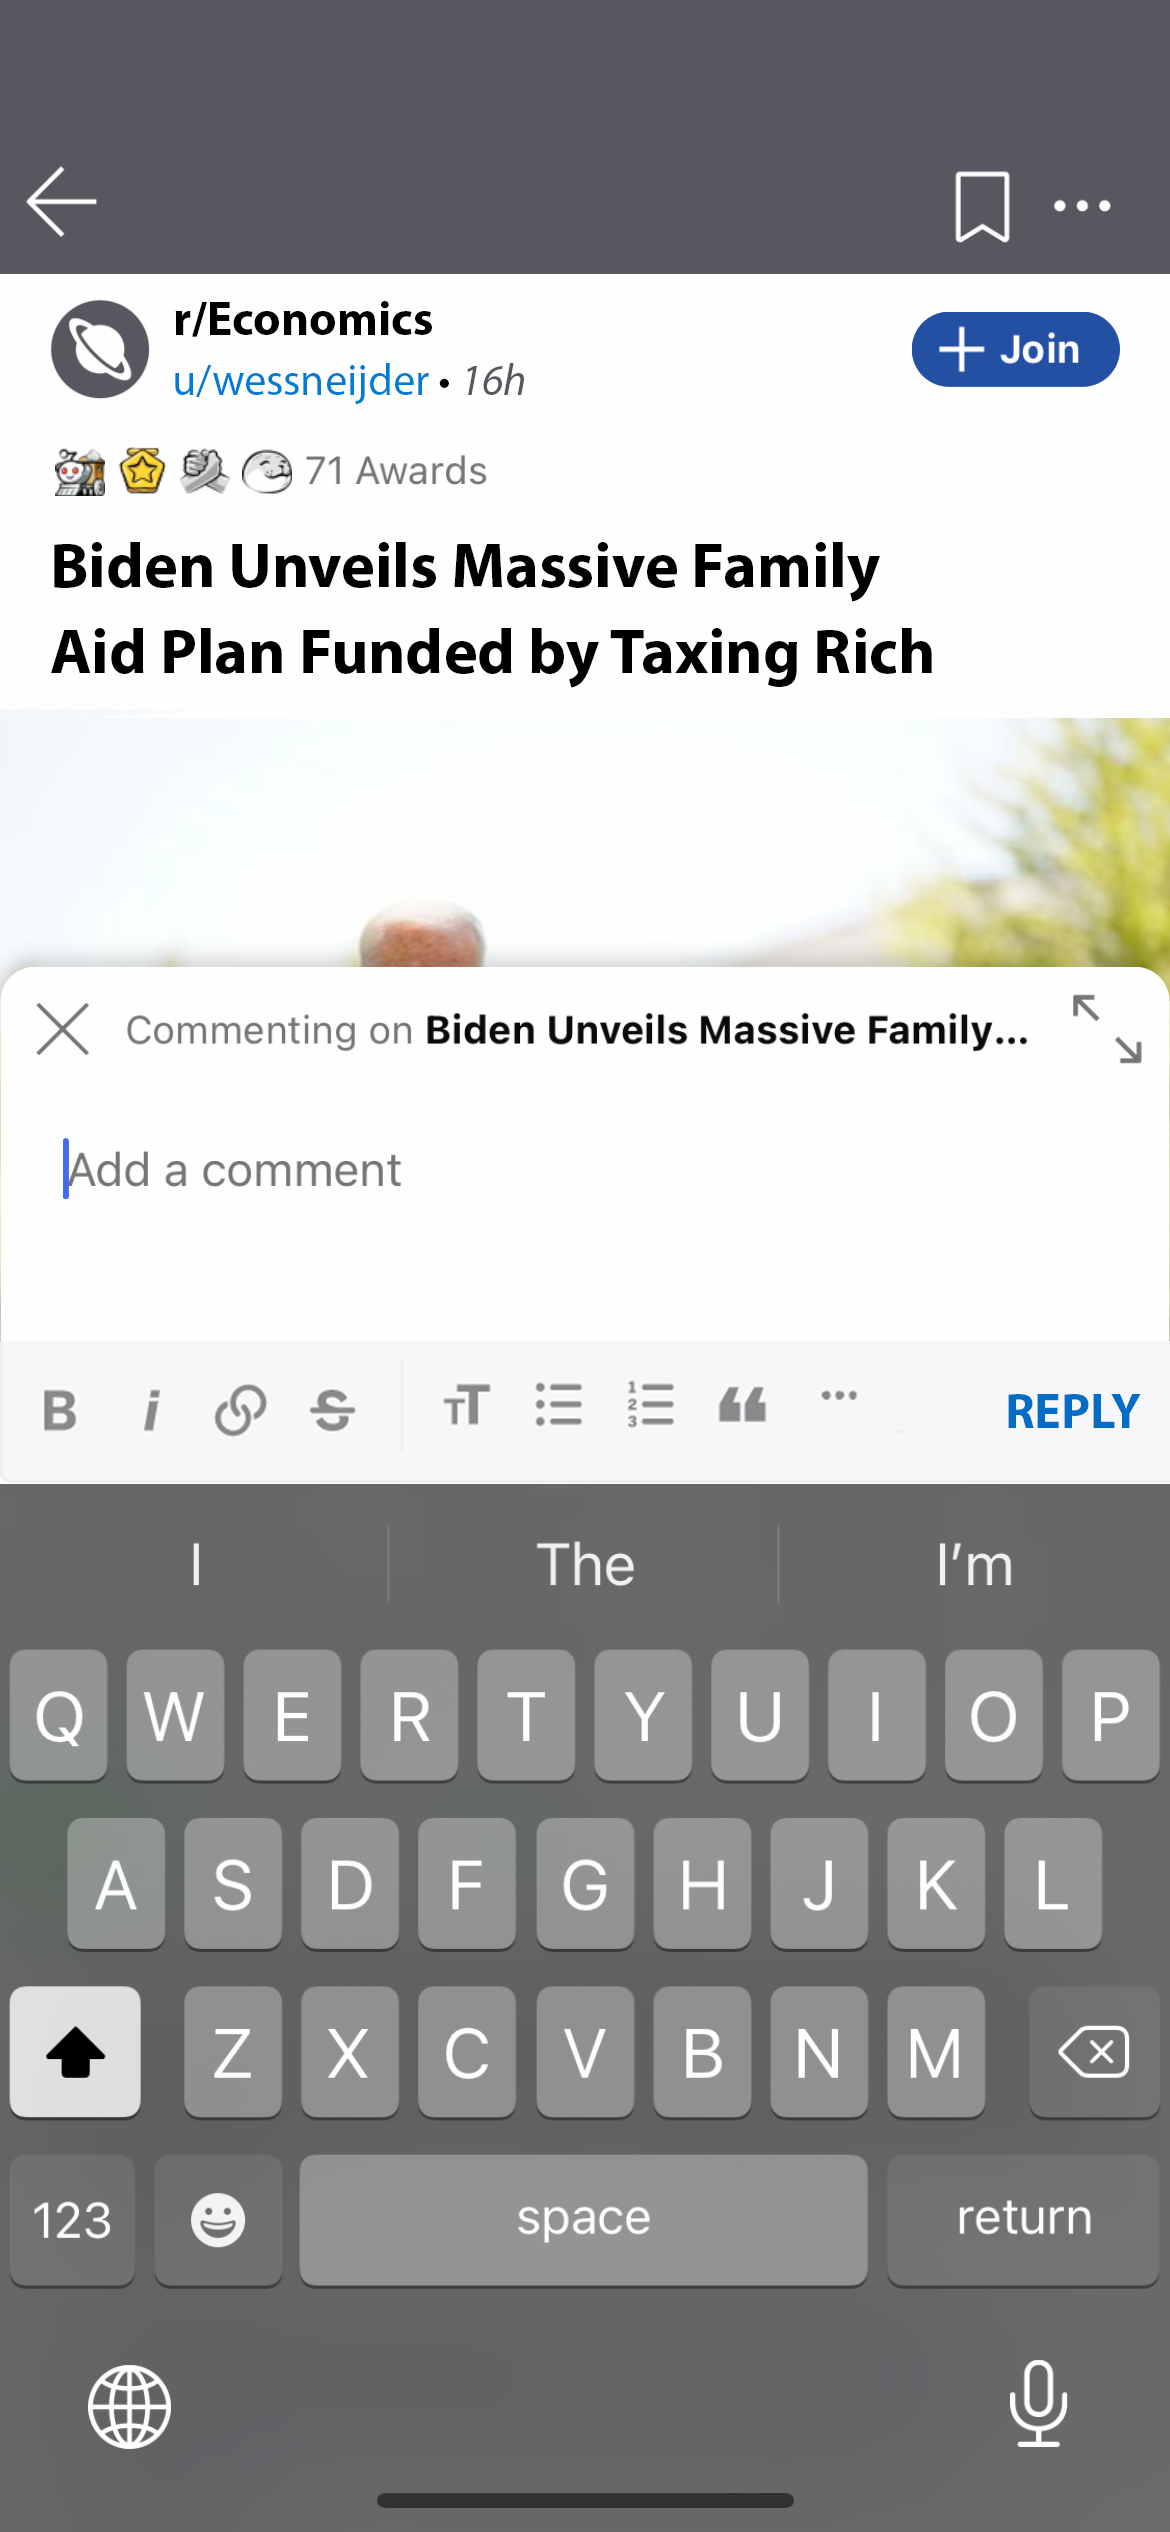 r/Economics
u/wessneijder • 16h
+ Join
71 Awards
Biden Unveils Massive Family
Aid Plan Funded by Taxing Rich
Commenting on Biden Unveils Massive Family...
Add a comment
B i S TT REPLY
I The I'm
Q W E R T Y U I O P
A S D F G H J K L
Z X C V B N M
123 space return